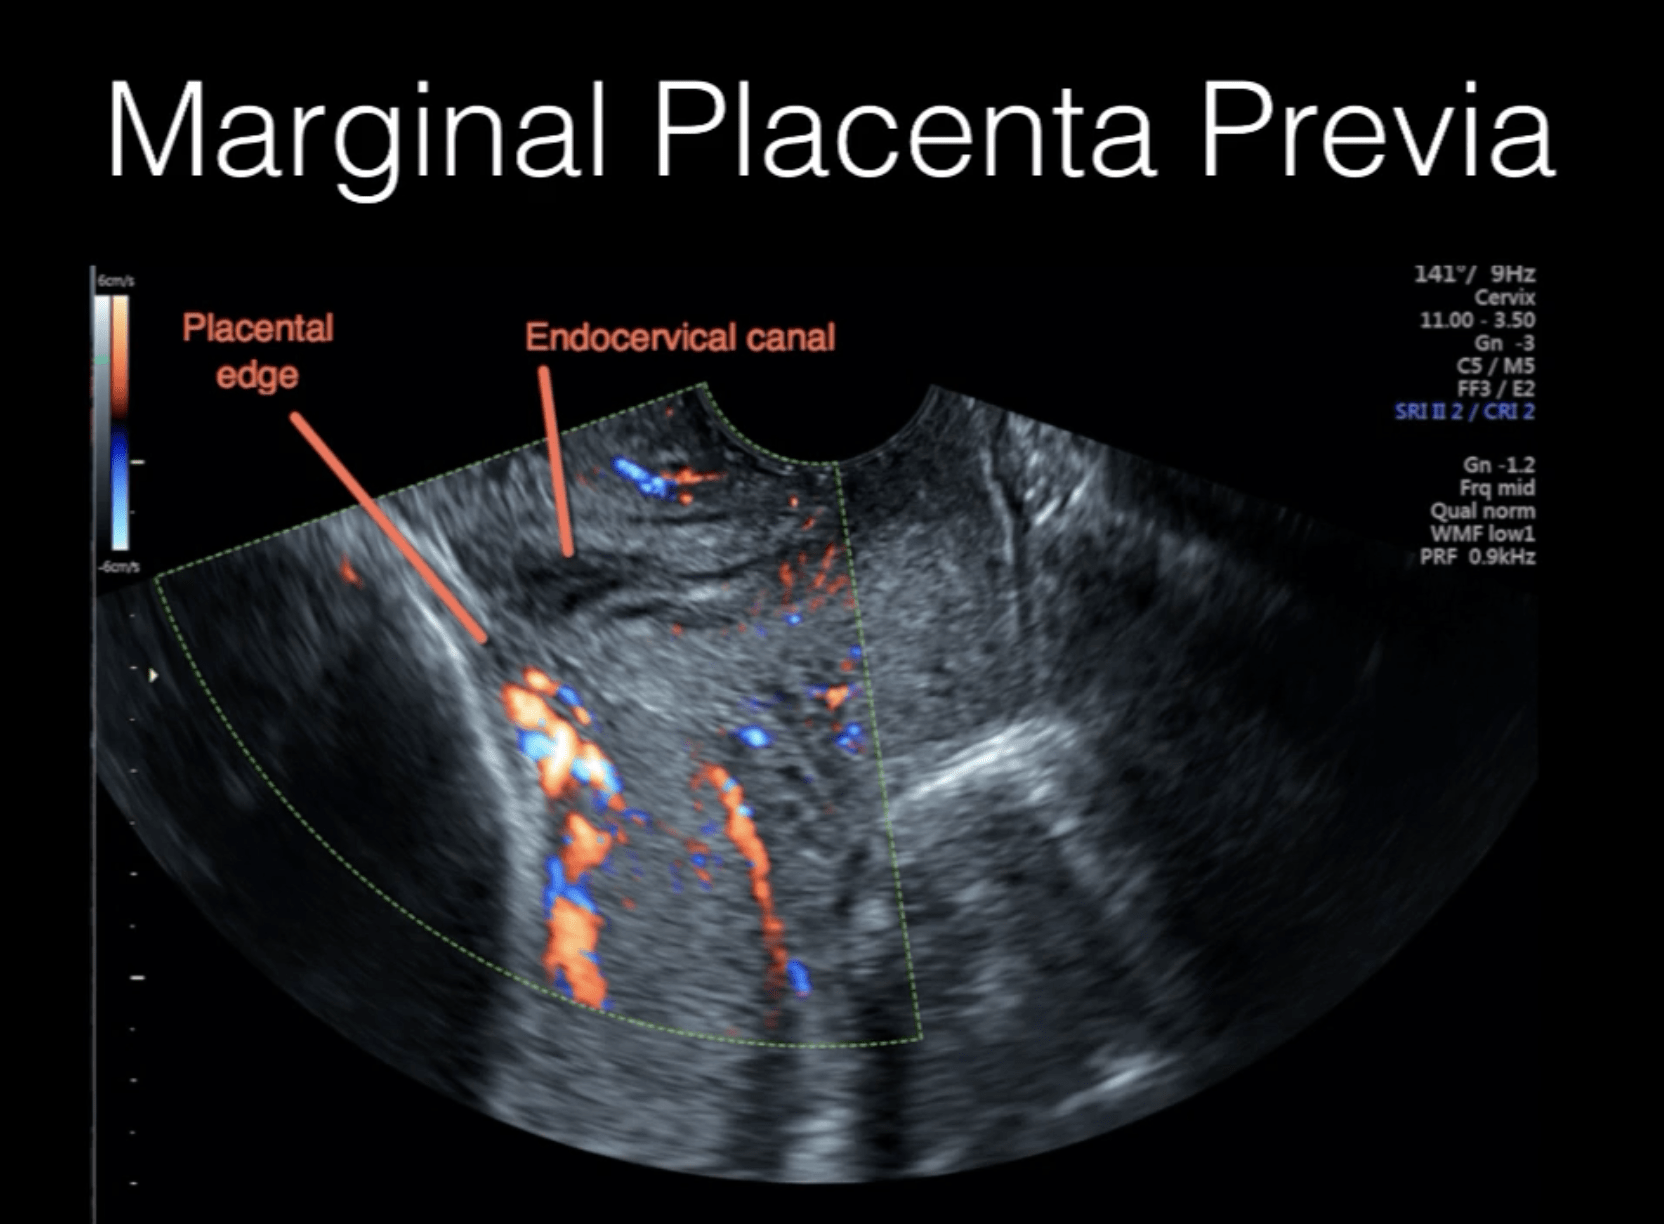 Marginal Placenta Previa
6cm/s
-6cm/s
Placental
edge
Endocervical canal
141°/ 9Hz
Cervix
11.00 - 3.50
Gn -3
C5 / M5
FF3 / E2
SRI II 2 / CRI 2
Gn -1.2
Frq mid
Qual norm
WMF low1
PRF 0.9kHz